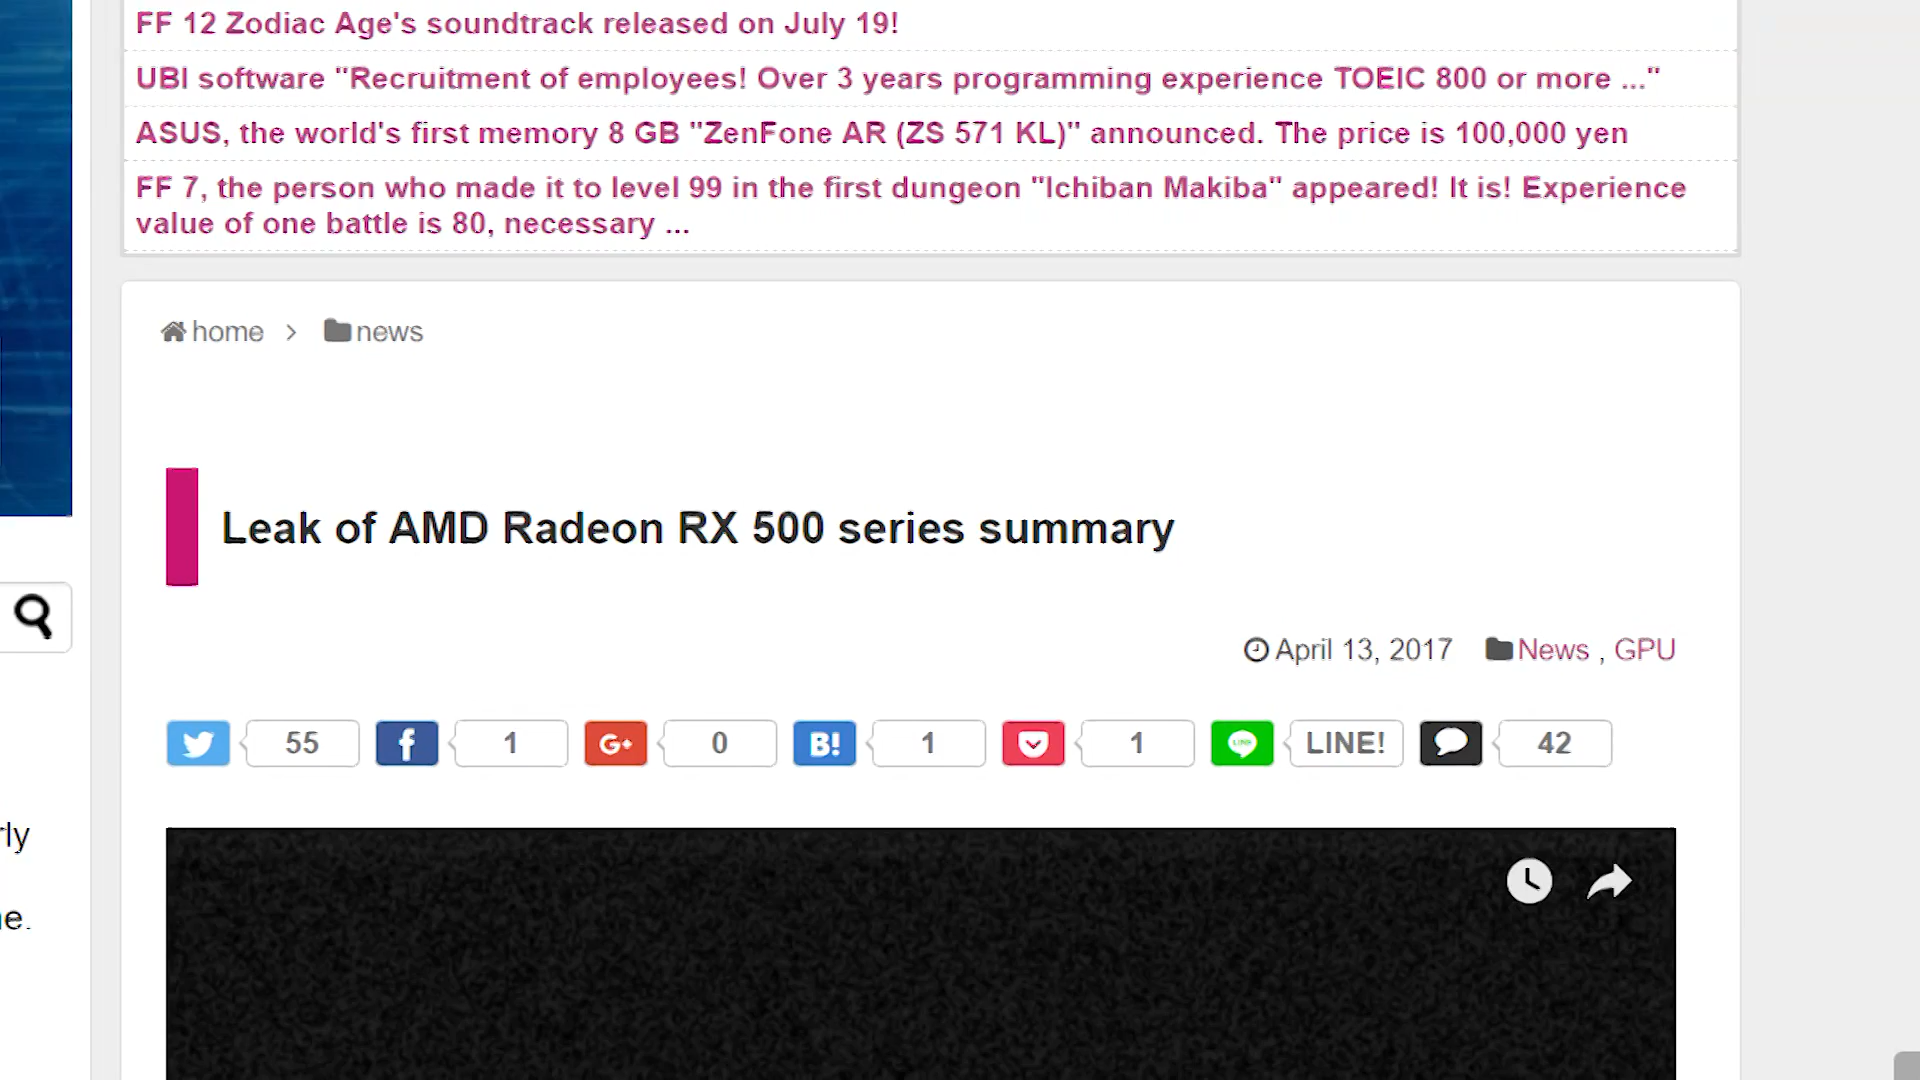 FF 12 Zodiac Age's soundtrack released on July 19!
UBI software "Recruitment of employees! Over 3 years programming experience TOEIC 800 or more ..."
ASUS, the world's first memory 8 GB "ZenFone AR (ZS 571 KL)" announced. The price is 100,000 yen
FF 7, the person who made it to level 99 in the first dungeon "Ichiban Makiba" appeared! It is! Experience
value of one battle is 80, necessary ...
home > news
Leak of AMD Radeon RX 500 series summary
April 13, 2017 News , GPU
55 f 1 G+ 0 B! 1 1 LINE LINE! 42
rly
e.